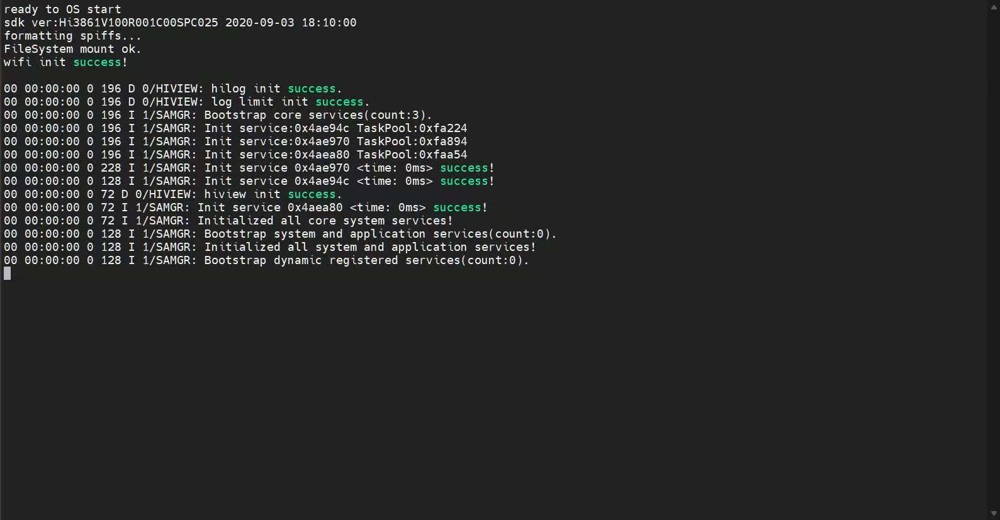 ready to OS start
sdk ver:Hi3861V100R001C00SPC025 2020-09-03 18:10:00
formatting spiffs...
FileSystem mount ok.
wifi init success!
00 00:00:00 0 196 D 0/HIVIEW: hilog init success.
00 00:00:00 0 196 D 0/HIVIEW: log limit init success.
00 00:00:00 0 196 I 1/SAMGR: Bootstrap core services(count:3).
00 00:00:00 0 196 I 1/SAMGR: Init service:0x4ae94c TaskPool:0xfa224
00 00:00:00 0 196 I 1/SAMGR: Init service:0x4ae970 TaskPool:0xfa894
00 00:00:00 0 196 I 1/SAMGR: Init service:0x4aea80 TaskPool:0xfaa54
00 00:00:00 0 228 I 1/SAMGR: Init service 0x4ae970 <time: 0ms> success!
00 00:00:00 0 128 I 1/SAMGR: Init service 0x4ae94c <time: 0ms> success!
00 00:00:00 0 72 D 0/HIVIEW: hiview init success.
00 00:00:00 0 72 I 1/SAMGR: Init service 0x4aea80 <time: 0ms> success!
00 00:00:00 0 72 I 1/SAMGR: Initialized all core system services!
00 00:00:00 0 128 I 1/SAMGR: Bootstrap system and application services(count:0).
00 00:00:00 0 128 I 1/SAMGR: Initialized all system and application services!
00 00:00:00 0 128 I 1/SAMGR: Bootstrap dynamic registered services(count:0).